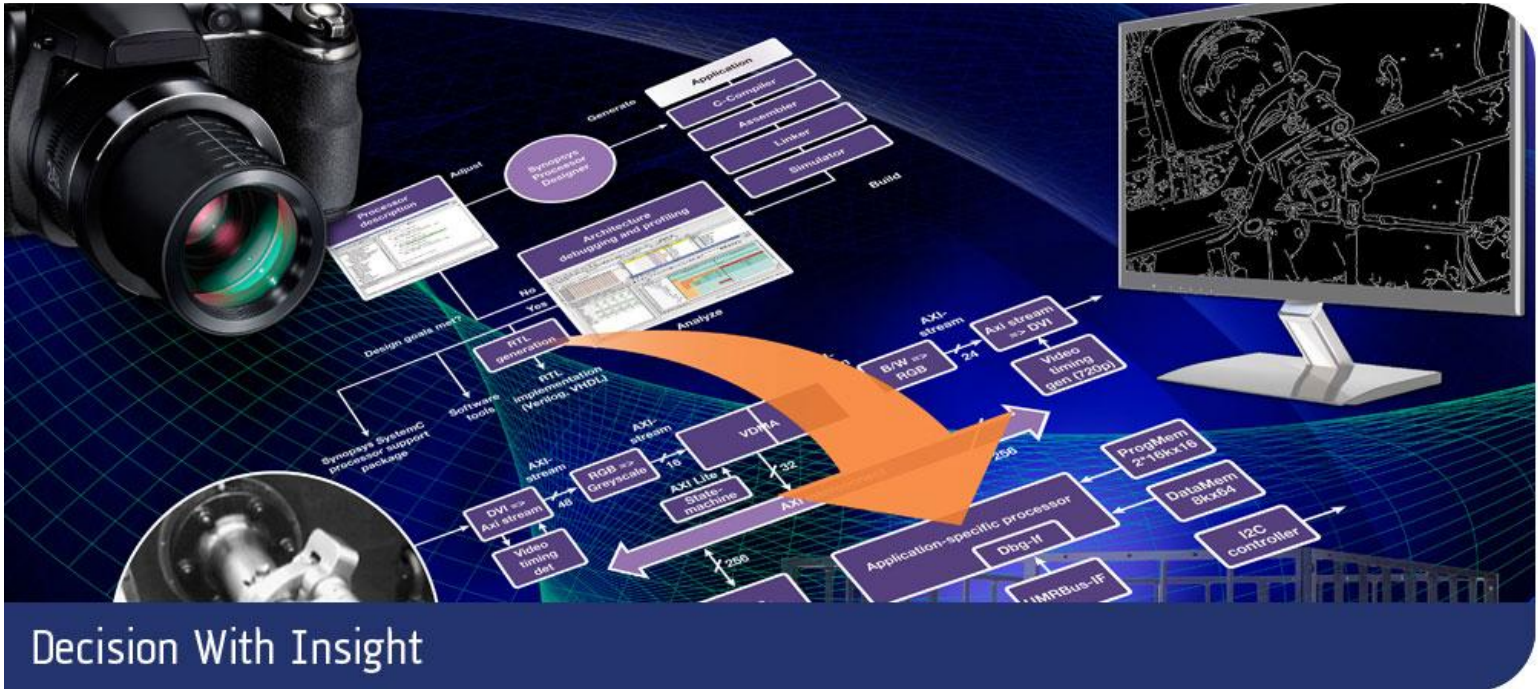 Application
C-Compiler
Assembler
Linker
Simulator
Generate
Synopsys
Processor
Designer
Adjust
Build
Processor
description
Architecture
debugging and profiling
No
Yes
Analyze
Design goals met?
RTL
generation
RTL
implementation
(Verilog, VHDL)
Software
tools
Synopsys SystemC
processor support
package
AXI-
stream
Axi stream
=> DVI
24
B/W =>
RGB
Video
timing
gen (720p)
VDMA
AXI-
stream
16
RGB =>
Greyscale
AXI-
stream
48
DVI =>
Axi stream
Video
timing
det
AXI Lite
State-
machine
32
256
256
ProgMem
2*16kx16
DataMem
8kx64
I2C
controller
Application-specific processor
Dbg-If
UMRBus-IF
Decision With Insight